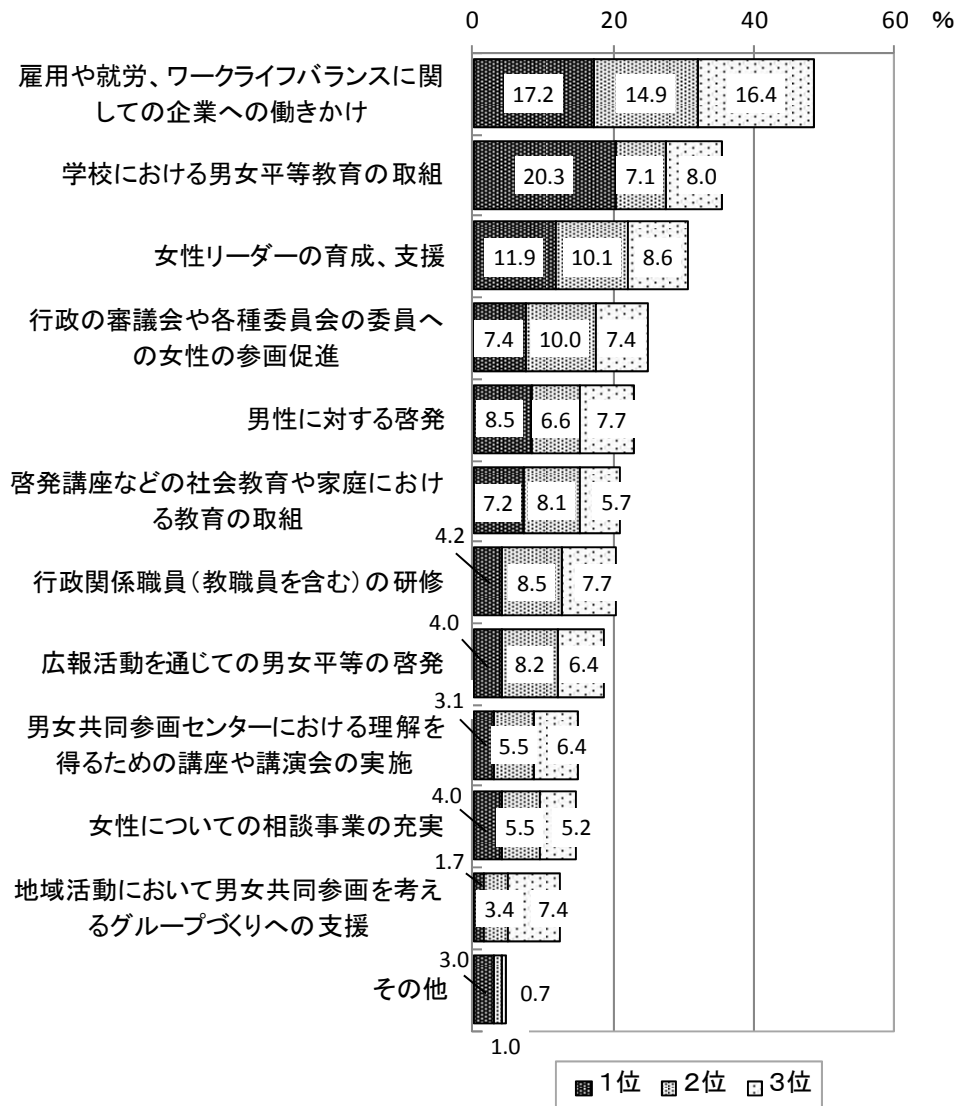 0 20 40 60 %
雇用や就労、ワークライフバランスに関
しての企業への働きかけ
17.2 14.9 16.4
学校における男女平等教育の取組
20.3 7.1 8.0
女性リーダーの育成、支援
11.9 10.1 8.6
行政の審議会や各種委員会の委員へ
の女性の参画促進
7.4 10.0 7.4
男性に対する啓発
8.5 6.6 7.7
啓発講座などの社会教育や家庭におけ
る教育の取組
7.2 8.1 5.7
行政関係職員（教職員を含む）の研修
4.2 8.5 7.7
広報活動を通じての男女平等の啓発
4.0 8.2 6.4
男女共同参画センターにおける理解を
得るための講座や講演会の実施
3.1 5.5 6.4
女性についての相談事業の充実
4.0 5.5 5.2
地域活動において男女共同参画を考え
るグループづくりへの支援
1.7 3.4 7.4
その他
3.0 1.0 0.7
１位 ２位 ３位